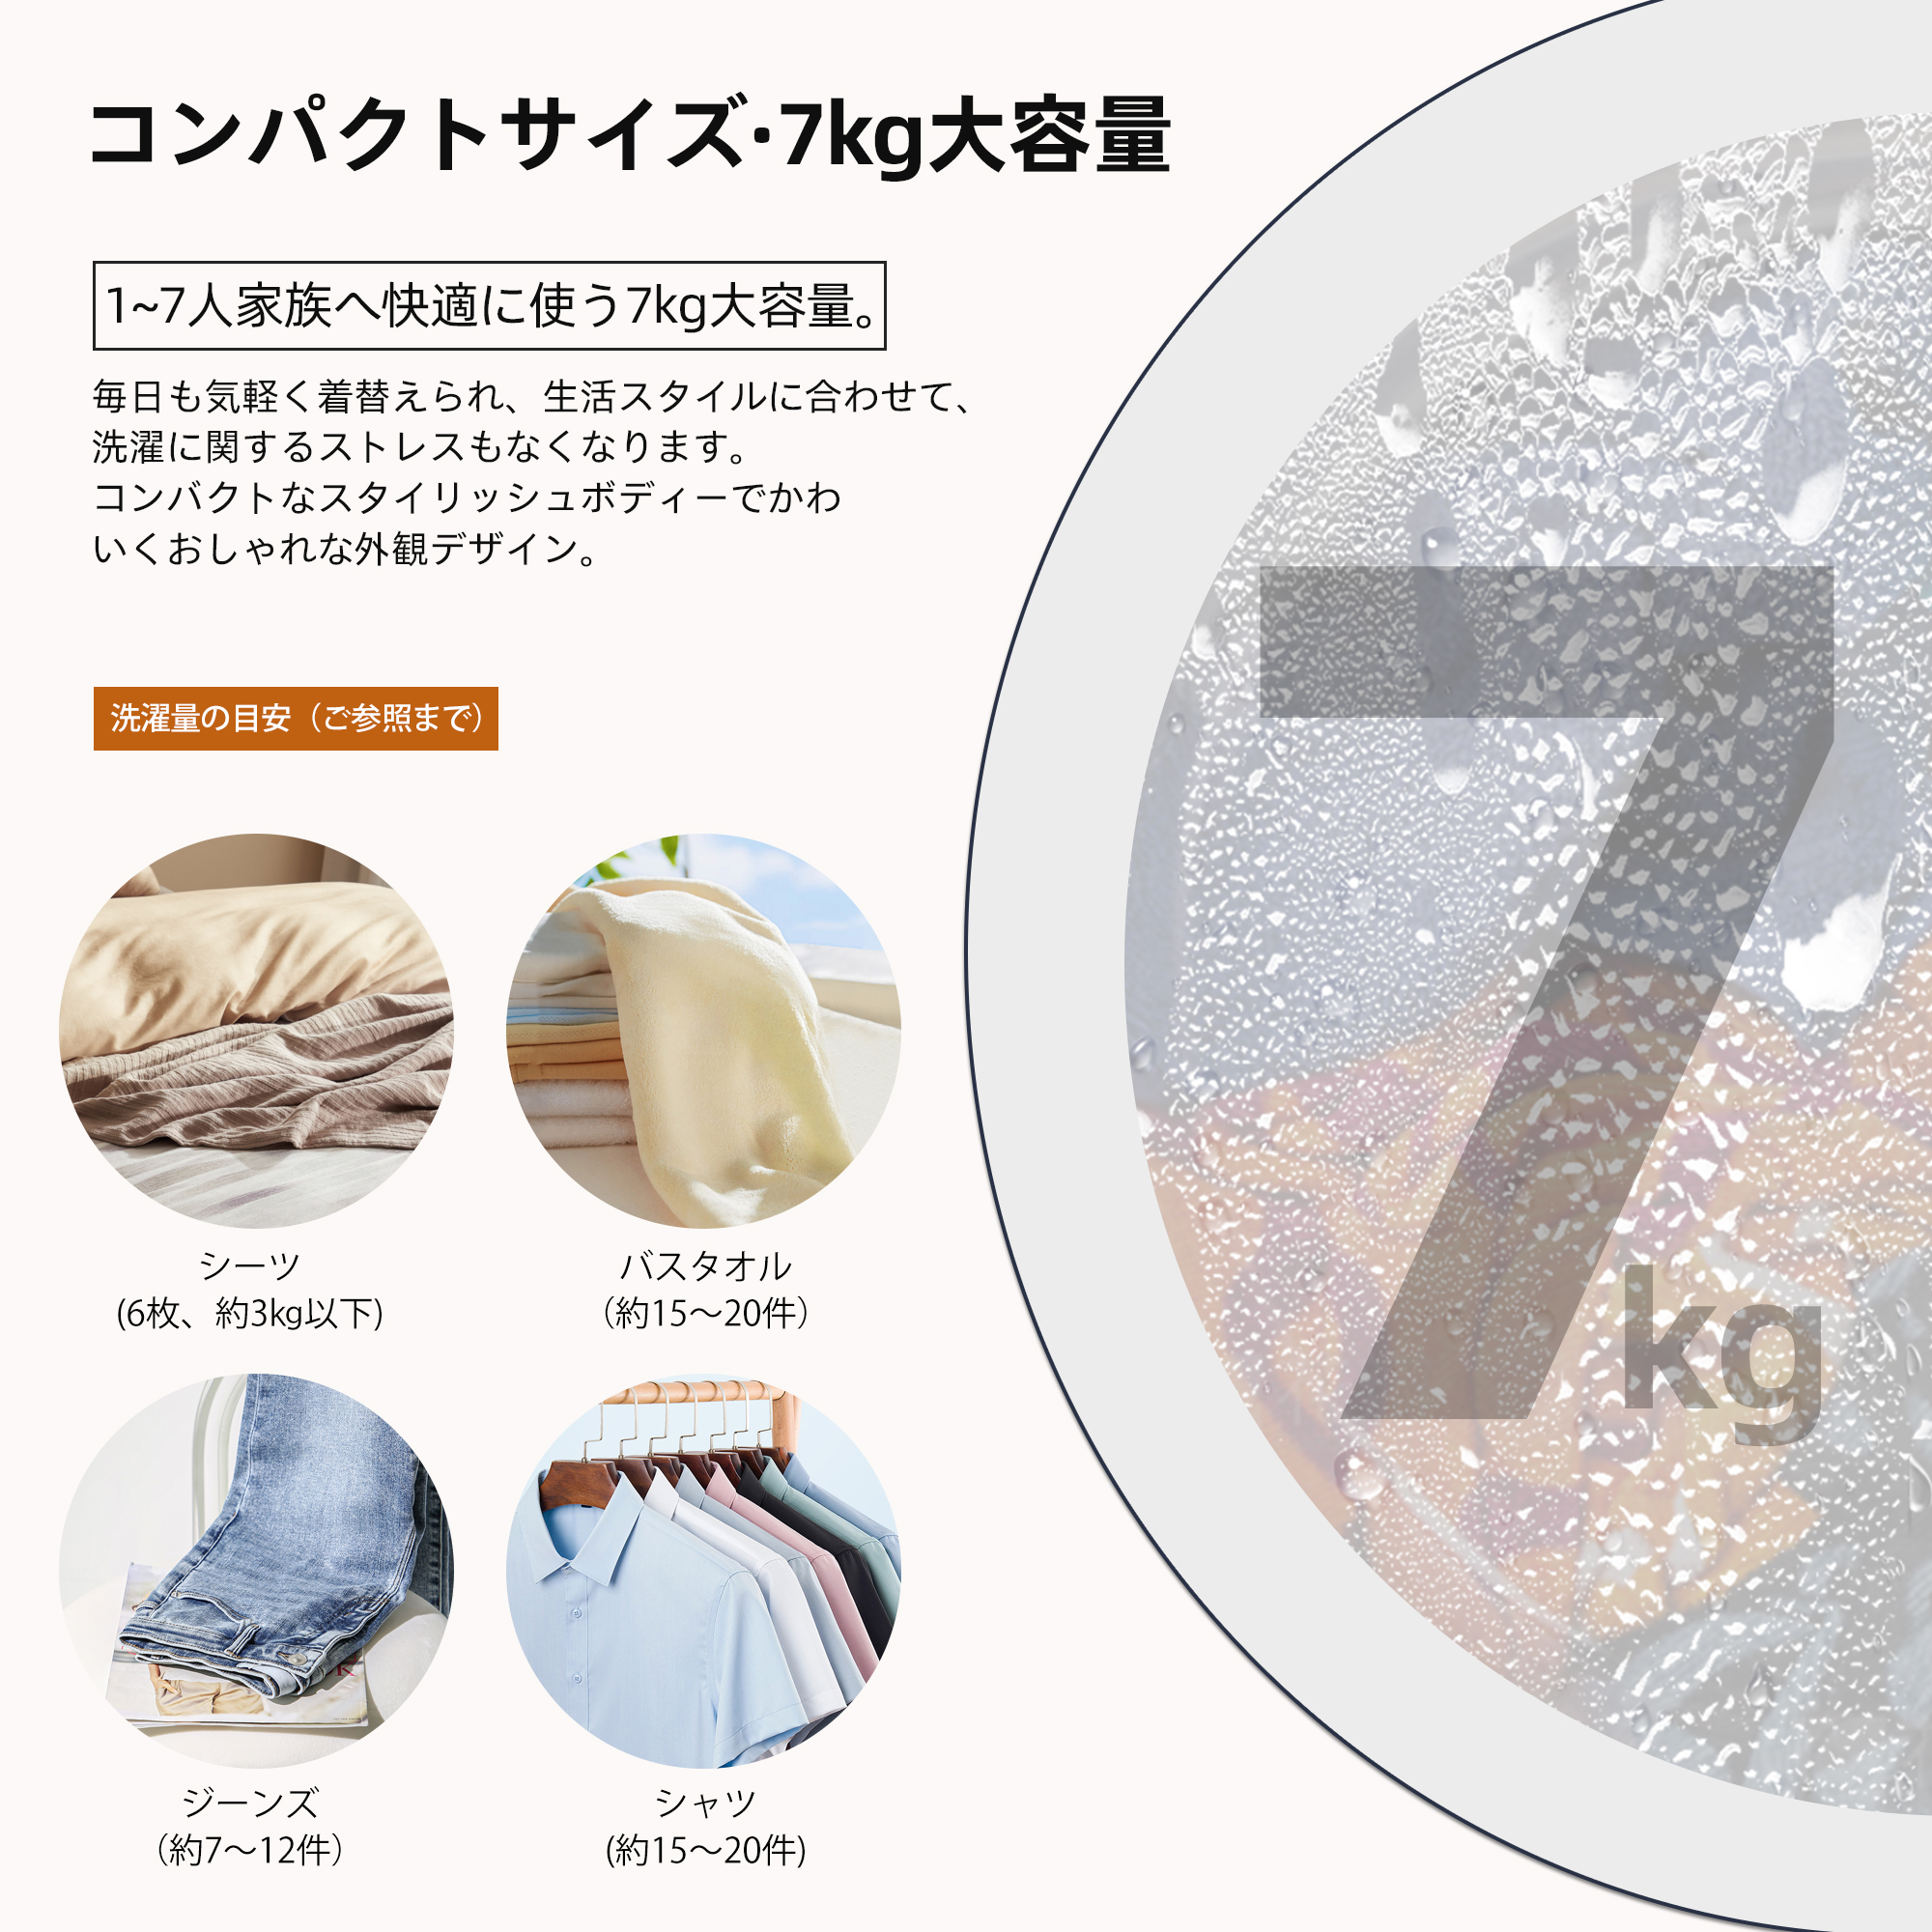 コンパクトサイズ·7kg大容量
1~7人家族へ快適に使う7kg大容量。
毎日も気軽く着替えられ、生活スタイルに合わせて、
洗濯に関するストレスもなくなります。
コンバクトなスタイリッシュボディーでかわ
いくおしゃれな外観デザイン。
洗濯量の目安（ご参照まで）
シーツ
(6枚、約3kg以下)
バスタオル
（約15～20件）
ジーンズ
（約7～12件）
シャツ
(約15～20件)
7
kg